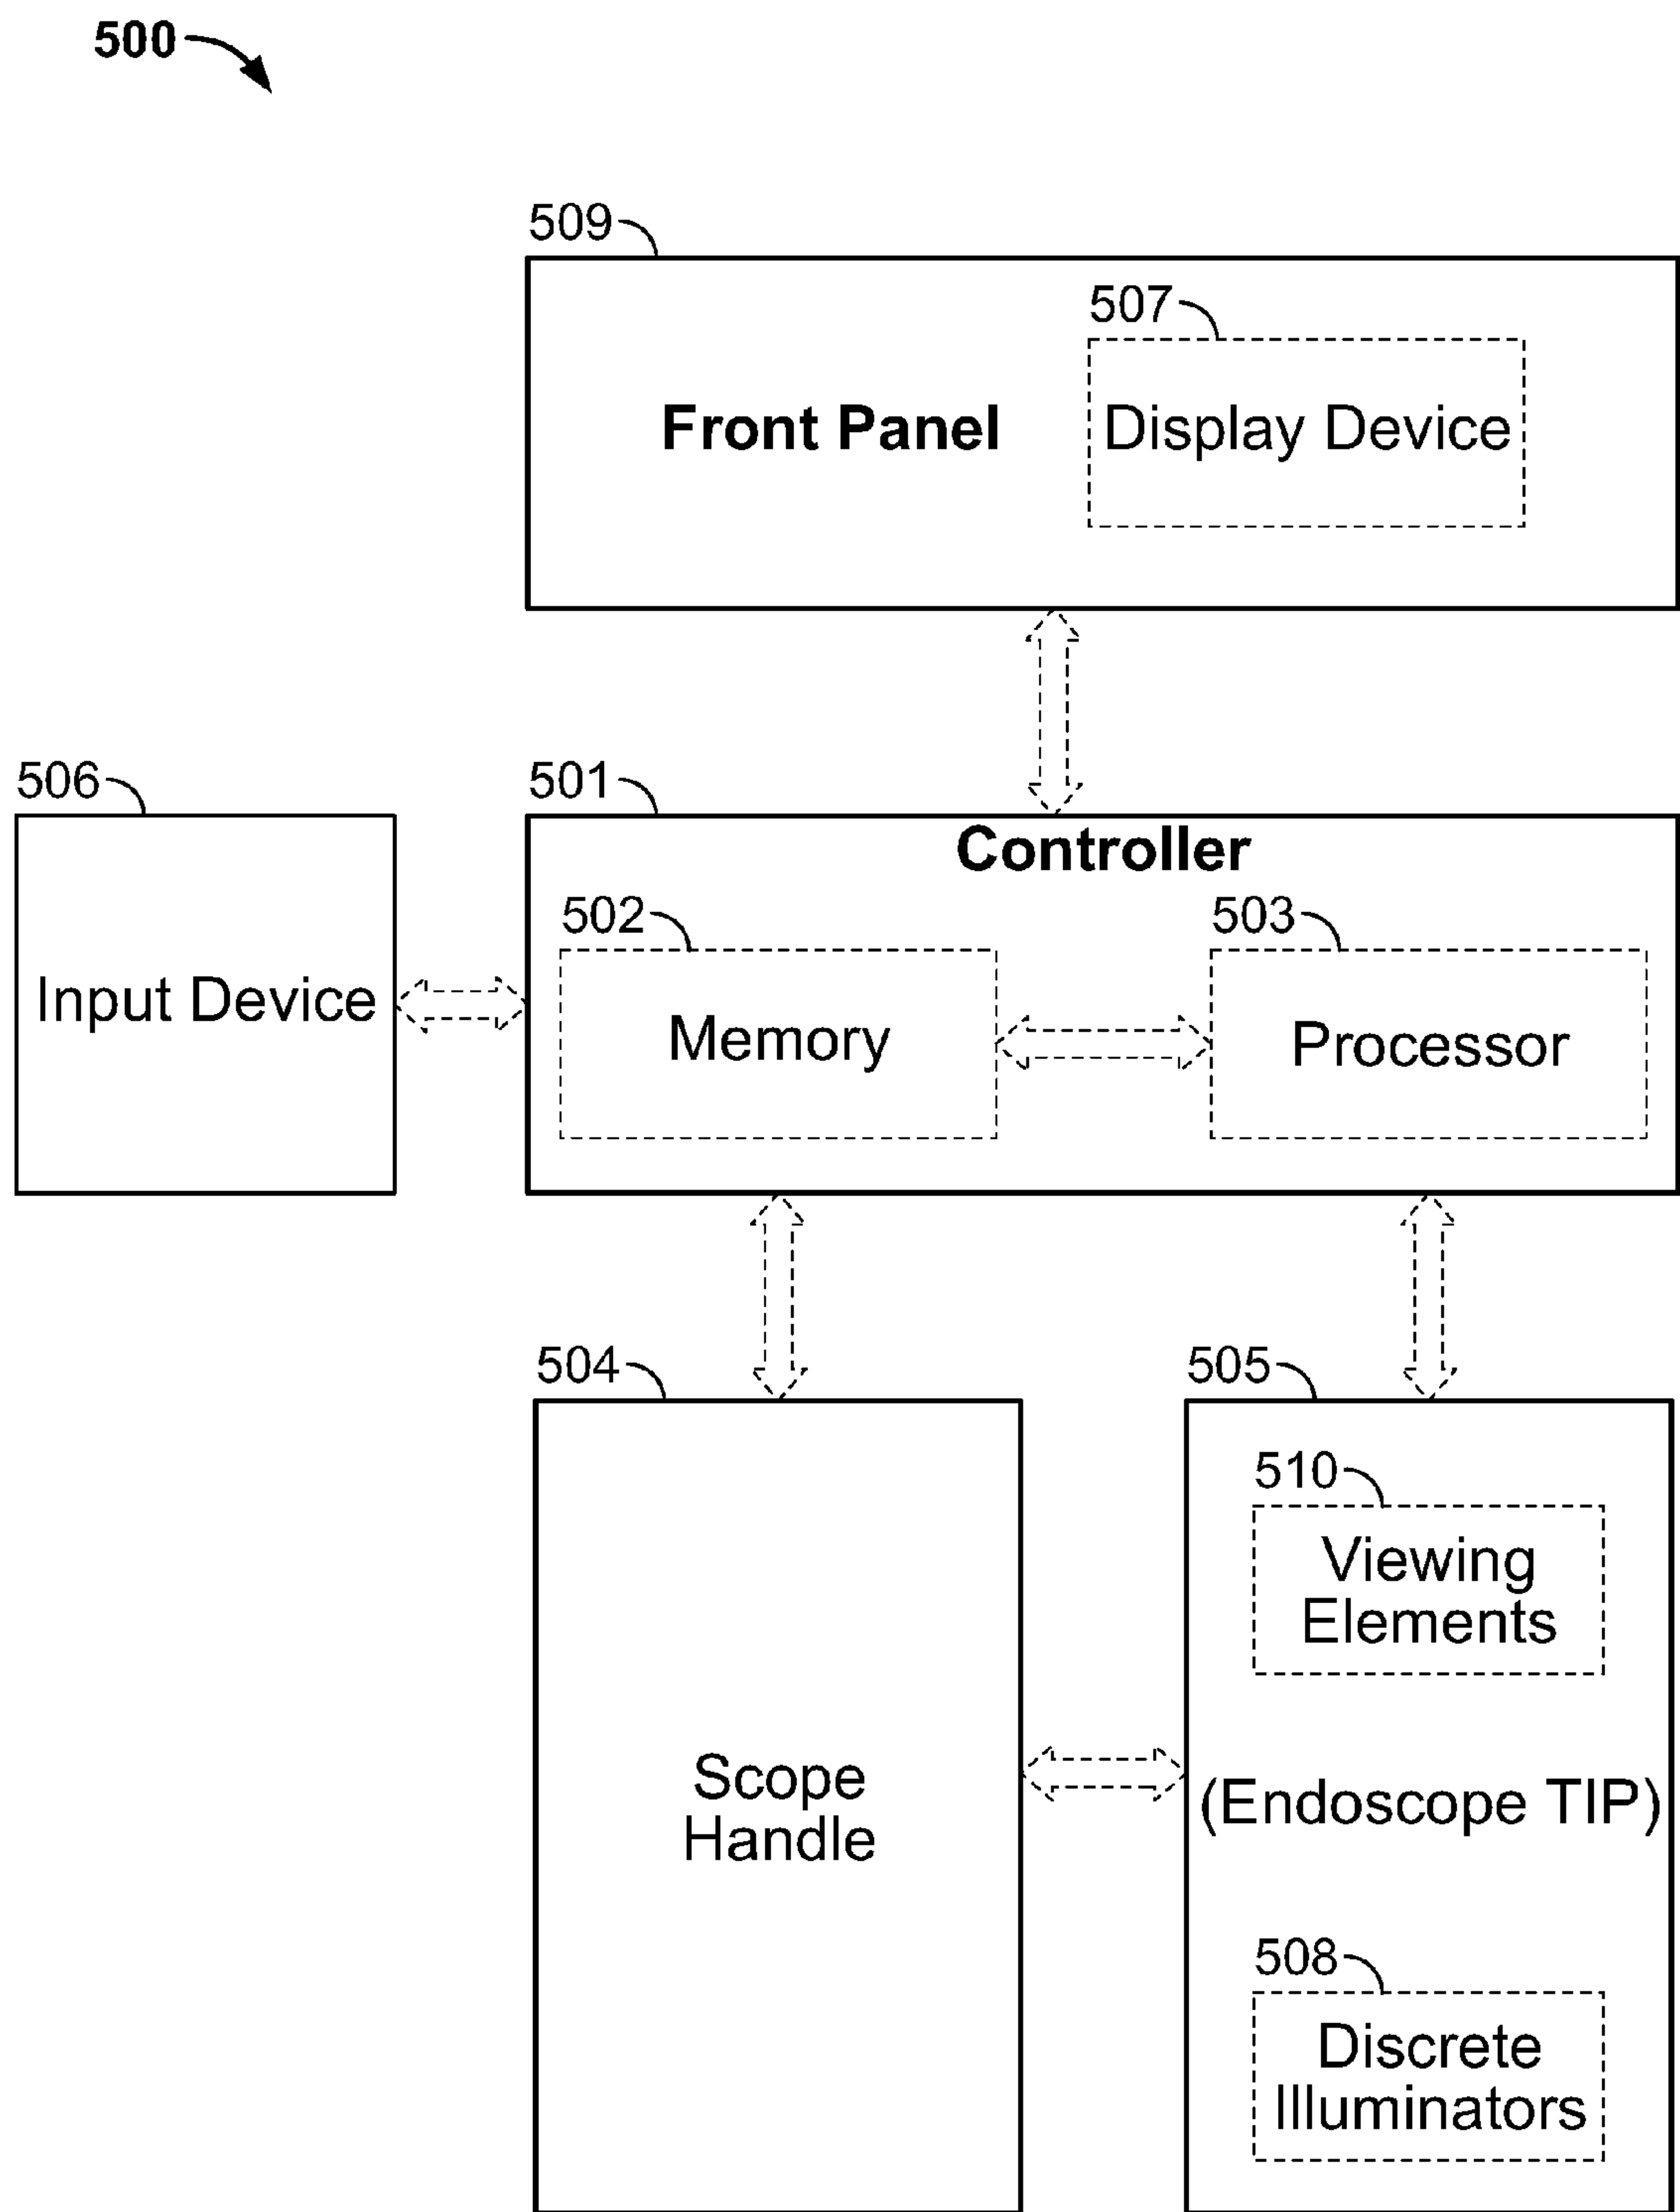 500
509
507
Front Panel
Display Device
506
501
Controller
502
503
Input Device
Memory
Processor
504
505
510
Viewing
Elements
Scope
Handle
(Endoscope TIP)
508
Discrete
Illuminators